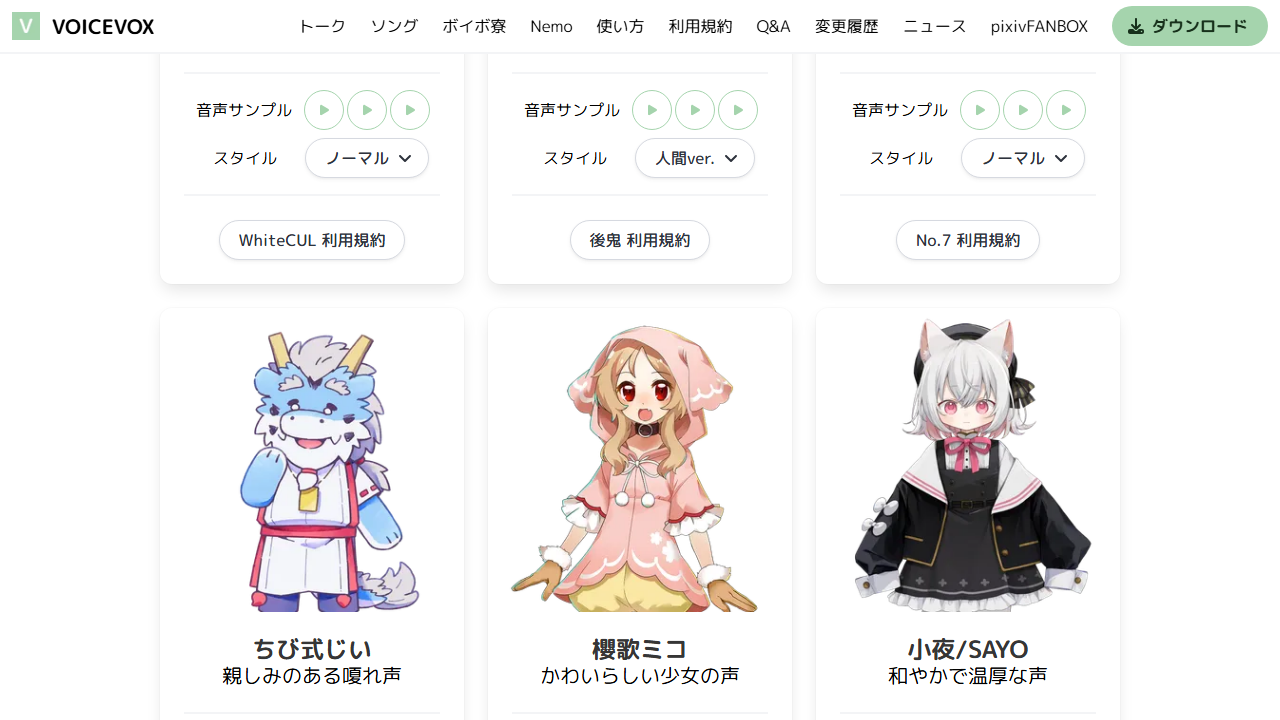 V VOICEVOX トーク ソング ボイボ寮 Nemo 使い方 利用規約 Q&A 変更履歴 ニュース pixivFANBOX ダウンロード
音声サンプル
スタイル ノーマル
WhiteCUL 利用規約
音声サンプル
スタイル 人間ver.
後鬼 利用規約
音声サンプル
スタイル ノーマル
No.7 利用規約
ちび式じい
親しみのある嗄れ声
櫻歌ミコ
かわいらしい少女の声
小夜/SAYO
和やかで温厚な声